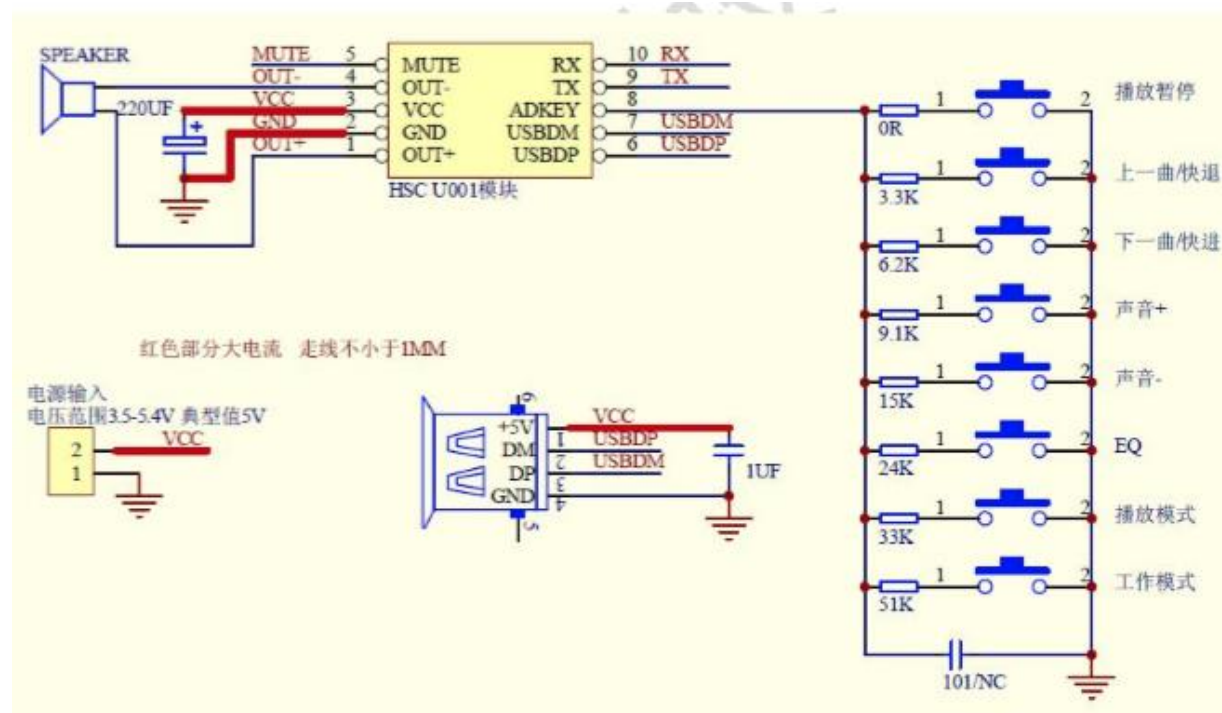 SPEAKER
MUTE 5
OUT- 4
VCC 3
GND 2
OUT+ 1
220UF
+
MUTE RX
OUT- TX
VCC ADKEY
GND USBDM
OUT+ USBDP
HSC U001模块
10 RX
9 TX
8
7 USBDM
6 USBDP
0R 1 2 播放暂停
3.3K 1 2 上一曲/快退
6.2K 1 2 下一曲/快进
9.1K 1 2 声音+
15K 1 2 声音-
24K 1 2 EQ
33K 1 2 播放模式
51K 1 2 工作模式
101/NC
红色部分大电流 走线不小于1MM
电源输入
电压范围3.5-5.4V 典型值5V
2 VCC
1
6
+5V 1 VCC
DM 2 USBDP
DP 3 USBDM
GND 4
5
1UF